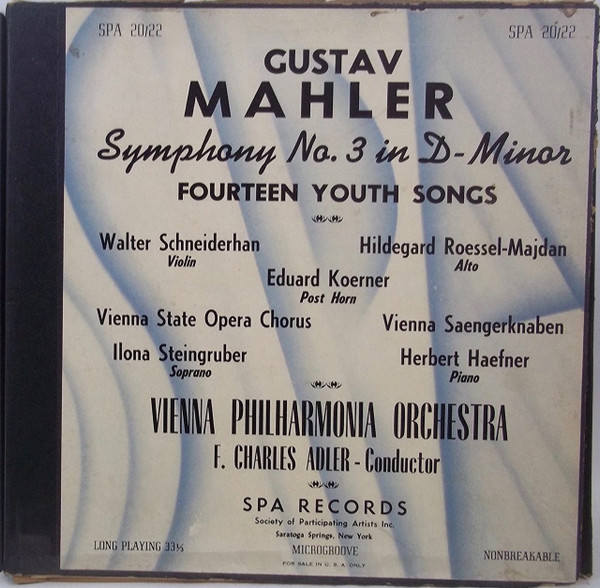 SPA 20/22 SPA 20/22
GUSTAV
MAHLER
Symphony No. 3 in D-Minor
FOURTEEN YOUTH SONGS
Walter Schneiderhan Hildegard Roessel-Majdan
Violin Alto
Eduard Koerner
Post Horn
Vienna State Opera Chorus Vienna Saengerknaben
Ilona Steingruber Herbert Haefner
Soprano Piano
VIENNA PHILHARMONIA ORCHESTRA
F. CHARLES ADLER - Conductor
SPA RECORDS
Society of Participating Artists Inc.
Saratoga Springs, New York
LONG PLAYING 33⅓ MICROGROOVE NONBREAKABLE
FOR SALE IN U. S. A. ONLY